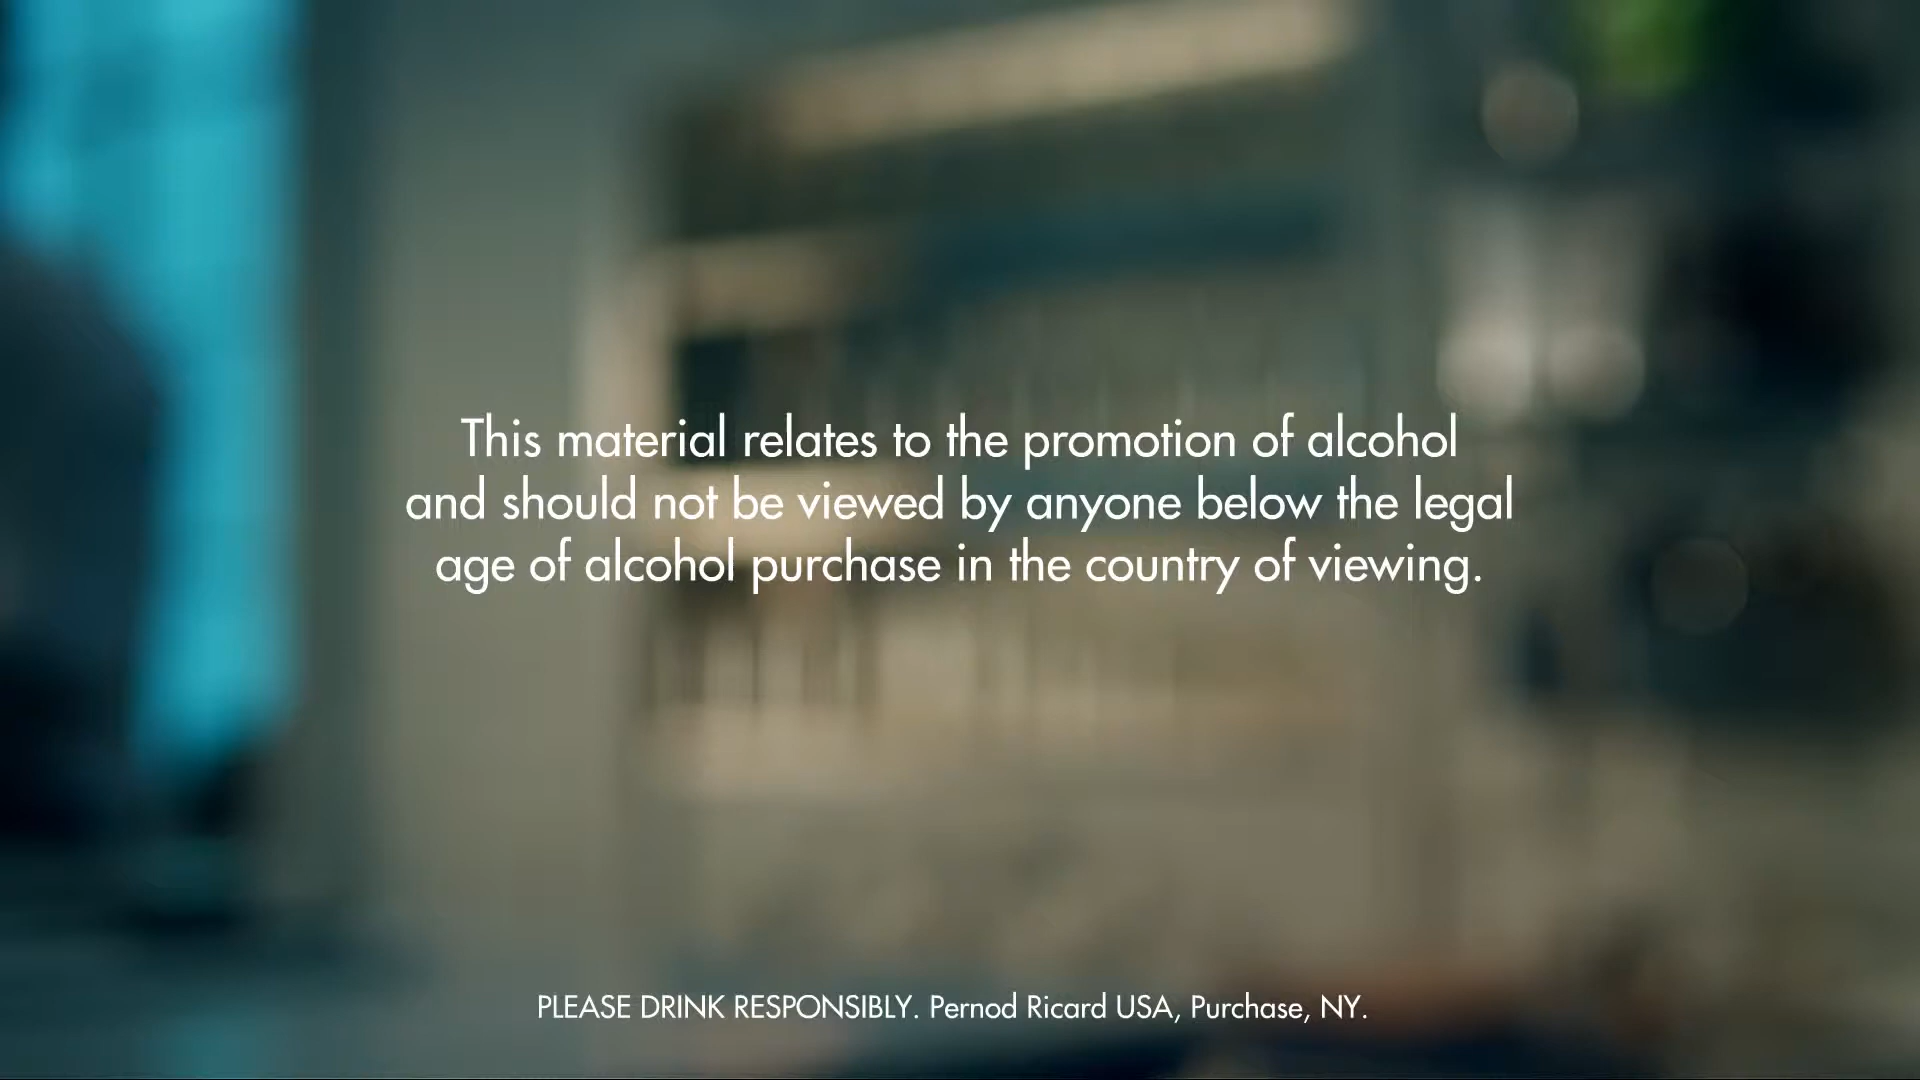 This material relates to the promotion of alcohol
and should not be viewed by anyone below the legal
age of alcohol purchase in the country of viewing.
PLEASE DRINK RESPONSIBLY. Pernod Ricard USA, Purchase, NY.